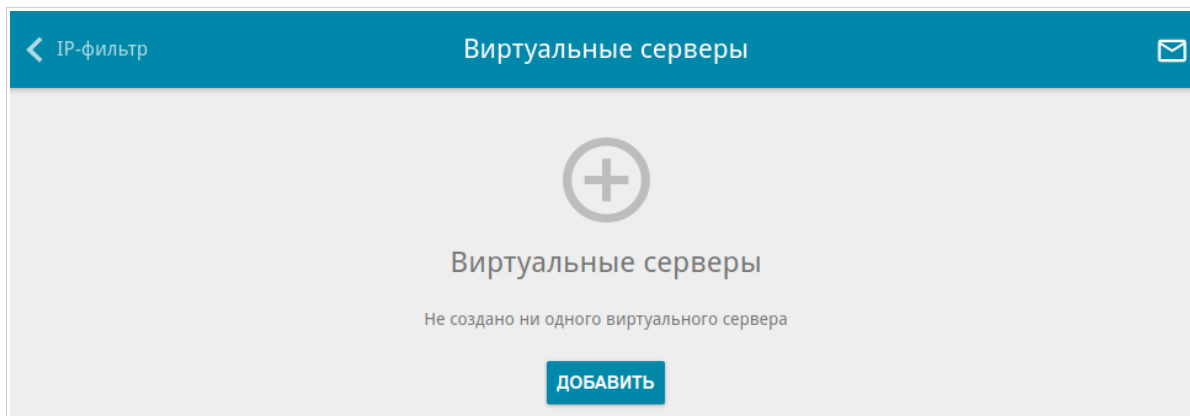 IP-фильтр
Виртуальные серверы
Виртуальные серверы
Не создано ни одного виртуального сервера
ДОБАВИТЬ